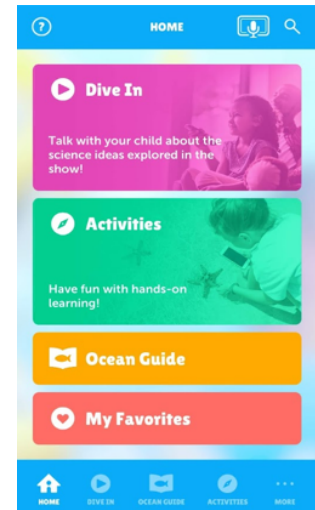 ?
HOME
Dive In
Talk with your child about the
science ideas explored in the
show!
Activities
Have fun with hands-on
learning!
Ocean Guide
My Favorites
HOME
DIVE IN
OCEAN GUIDE
ACTIVITIES
MORE